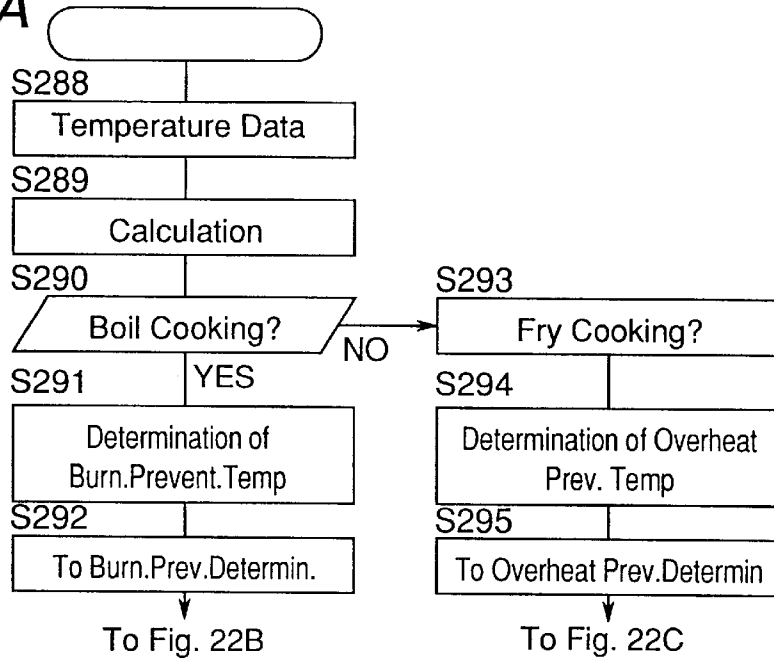 A
S288
Temperature Data
S289
Calculation
S290
Boil Cooking?
NO
YES
S291
Determination of
Burn.Prevent.Temp
S292
To Burn.Prev.Determin.
To Fig. 22B
S293
Fry Cooking?
S294
Determination of Overheat
Prev. Temp
S295
To Overheat Prev.Determin
To Fig. 22C